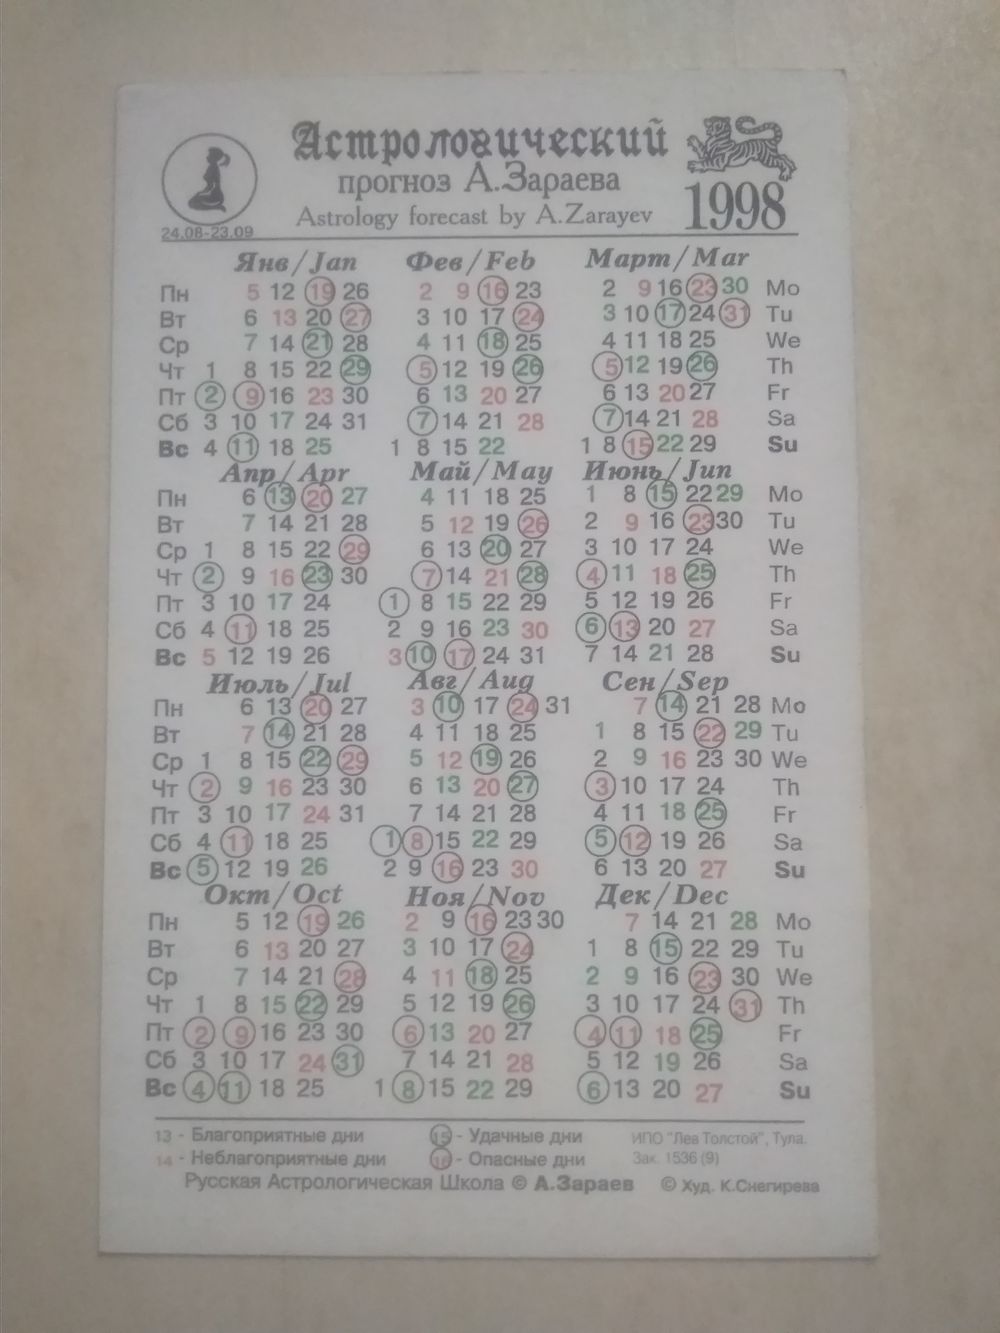 Астрологический
прогноз А.Зараева
Astrology forecast by A.Zarayev
1998
24.08-23.09
Янв/Jan Фев/Feb Март/Mar
Пн 5 12 19 26 2 9 16 23 2 9 16 23 30 Mo
Вт 6 13 20 27 3 10 17 24 3 10 17 24 31 Tu
Ср 7 14 21 28 4 11 18 25 4 11 18 25 We
Чт 1 8 15 22 29 5 12 19 26 5 12 19 26 Th
Пт 2 9 16 23 30 6 13 20 27 6 13 20 27 Fr
Сб 3 10 17 24 31 7 14 21 28 7 14 21 28 Sa
Вс 4 11 18 25 1 8 15 22 1 8 15 22 29 Su
Апр/Apr Май/May Июнь/Jun
Пн 6 13 20 27 4 11 18 25 1 8 15 22 29 Mo
Вт 7 14 21 28 5 12 19 26 2 9 16 23 30 Tu
Ср 1 8 15 22 29 6 13 20 27 3 10 17 24 We
Чт 2 9 16 23 30 7 14 21 28 4 11 18 25 Th
Пт 3 10 17 24 1 8 15 22 29 5 12 19 26 Fr
Сб 4 11 18 25 2 9 16 23 30 6 13 20 27 Sa
Вс 5 12 19 26 3 10 17 24 31 7 14 21 28 Su
Июль/Jul Авг/Aug Сен/Sep
Пн 6 13 20 27 3 10 17 24 31 7 14 21 28 Mo
Вт 7 14 21 28 4 11 18 25 1 8 15 22 29 Tu
Ср 1 8 15 22 29 5 12 19 26 2 9 16 23 30 We
Чт 2 9 16 23 30 6 13 20 27 3 10 17 24 Th
Пт 3 10 17 24 31 7 14 21 28 4 11 18 25 Fr
Сб 4 11 18 25 1 8 15 22 29 5 12 19 26 Sa
Вс 5 12 19 26 2 9 16 23 30 6 13 20 27 Su
Окт/Oct Ноя/Nov Дек/Dec
Пн 5 12 19 26 2 9 16 23 30 7 14 21 28 Mo
Вт 6 13 20 27 3 10 17 24 1 8 15 22 29 Tu
Ср 7 14 21 28 4 11 18 25 2 9 16 23 30 We
Чт 1 8 15 22 29 5 12 19 26 3 10 17 24 31 Th
Пт 2 9 16 23 30 6 13 20 27 4 11 18 25 Fr
Сб 3 10 17 24 31 7 14 21 28 5 12 19 26 Sa
Вс 4 11 18 25 1 8 15 22 29 6 13 20 27 Su
13 - Благоприятные дни 15 - Удачные дни ИПО "Лев Толстой", Тула.
14 - Неблагоприятные дни 16 - Опасные дни Зак. 1536 (9)
Русская Астрологическая Школа © А.Зараев © Худ. К.Снегирева